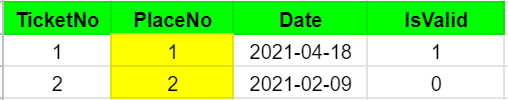 TicketNo PlaceNo Date IsValid
1 1 2021-04-18 1
2 2 2021-02-09 0